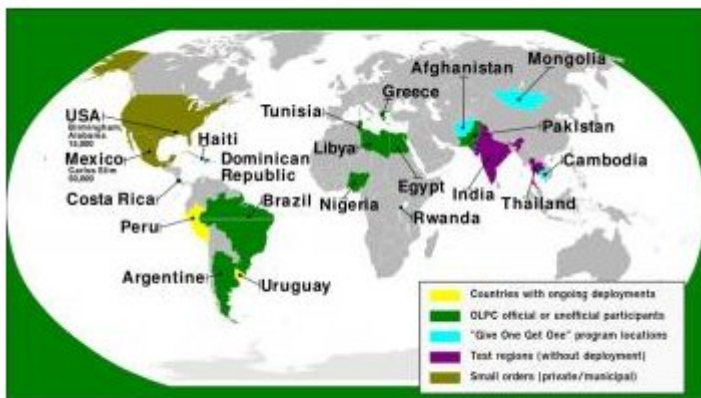 Mongolia
Afghanistan
Greece
USA
Birmingham,
Alabama
15,000
Tunisia
Pakistan
Haiti
Mexico
Carlos Slim
50,000
Libya
Dominican
Republic
Cambodia
Egypt
India
Costa Rica
Brazil
Nigeria
Rwanda
Thailand
Peru
Argentine
Uruguay
Countries with ongoing deployments
OLPC official or unofficial participants
"Give One Get One" program locations
Test regions (without deployment)
Small orders (private/municipal)